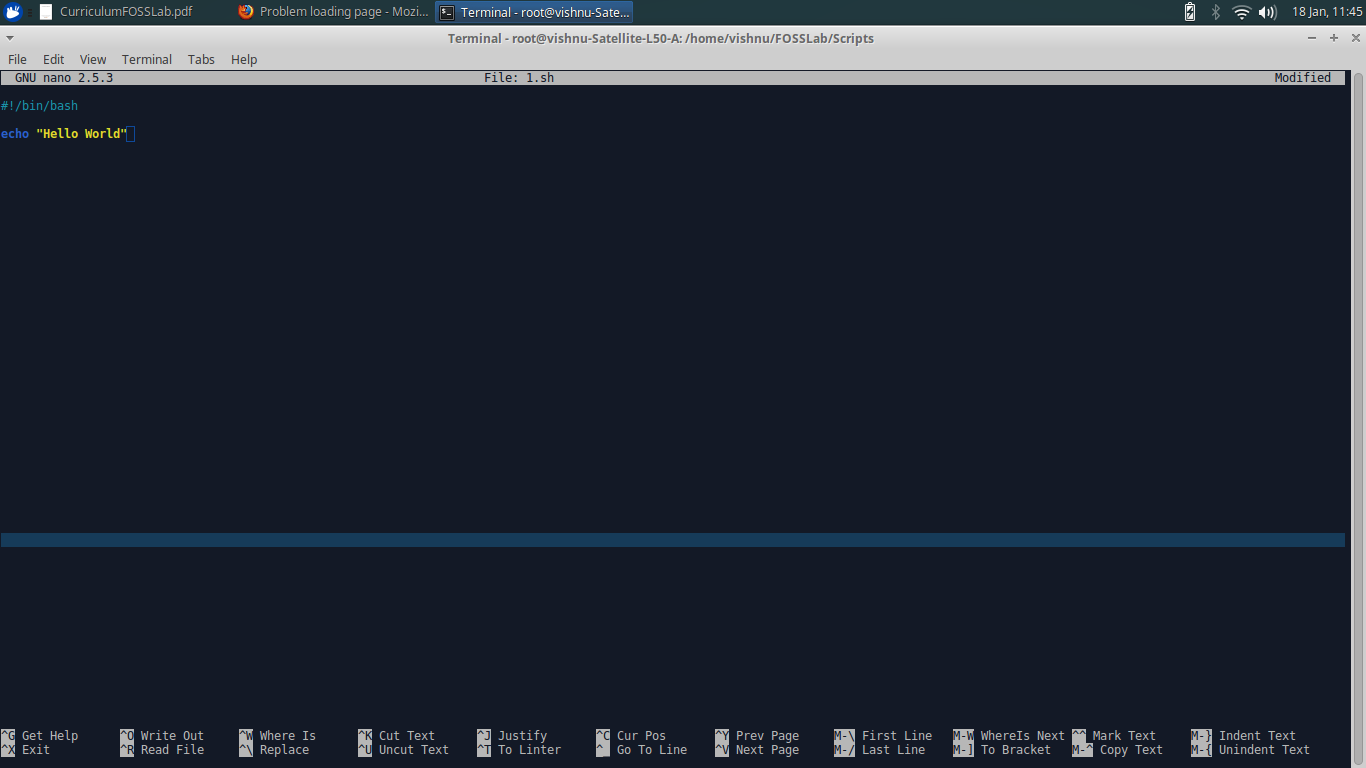 CurriculumFOSSLab.pdf Problem loading page - Mozi... Terminal - root@vishnu-Sate... 18 Jan, 11:45
Terminal - root@vishnu-Satellite-L50-A: /home/vishnu/FOSSLab/Scripts
File Edit View Terminal Tabs Help
GNU nano 2.5.3 File: 1.sh Modified
#!/bin/bash
echo "Hello World"
^G Get Help ^O Write Out ^W Where Is ^K Cut Text ^J Justify ^C Cur Pos ^Y Prev Page M-\ First Line M-W WhereIs Next ^^ Mark Text M-} Indent Text
^X Exit ^R Read File ^\ Replace ^U Uncut Text ^T To Linter ^_ Go To Line ^V Next Page M-/ Last Line M-] To Bracket M-^ Copy Text M-{ Unindent Text